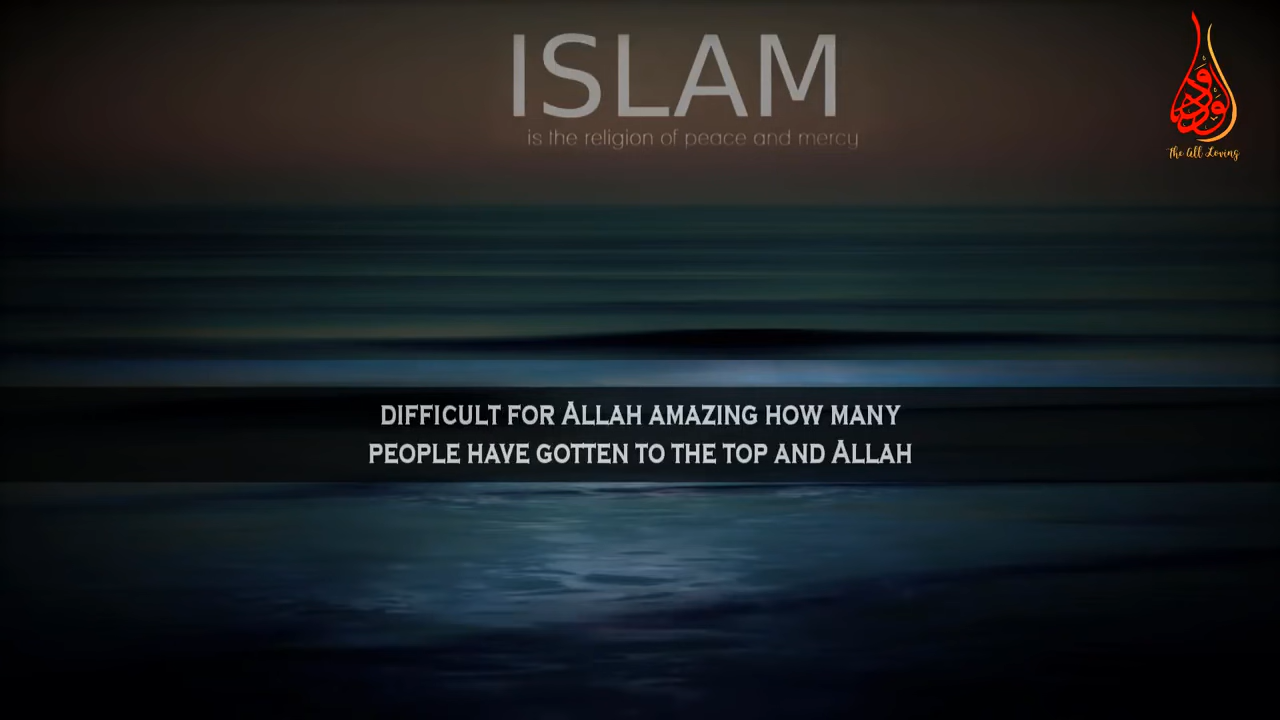 ISLAM
is the religion of peace and mercy
الودود
The All Loving
DIFFICULT FOR ALLAH AMAZING HOW MANY
PEOPLE HAVE GOTTEN TO THE TOP AND ALLAH